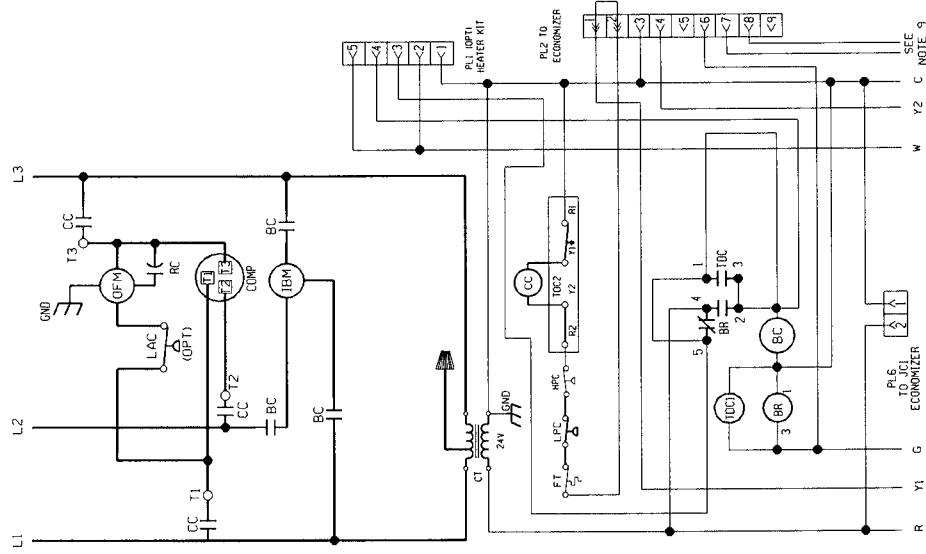 L1
L2
L3
GND
OFM
LAC
(OPT)
T3
CC
RC
T1
T2 T3
COMP
T2
CC
BC
IBM
BC
T1
CC
BC
CT
24V
GND
5
4
3
2
1
PL1 (OPT)
HEATER KIT
PL2 TO
ECONOMIZER
1
2
3
4
5
6
7
8
9
FT
LPC
HPC
R2
Y2
TDC2
CC
Y1
R1
5
4
BR
2
1
TDC
3
TDC1
BC
BR
3
1
PL6
TO JCI
ECONOMIZER
2
1
R
Y1
G
W
Y2
C
SEE
NOTE 9